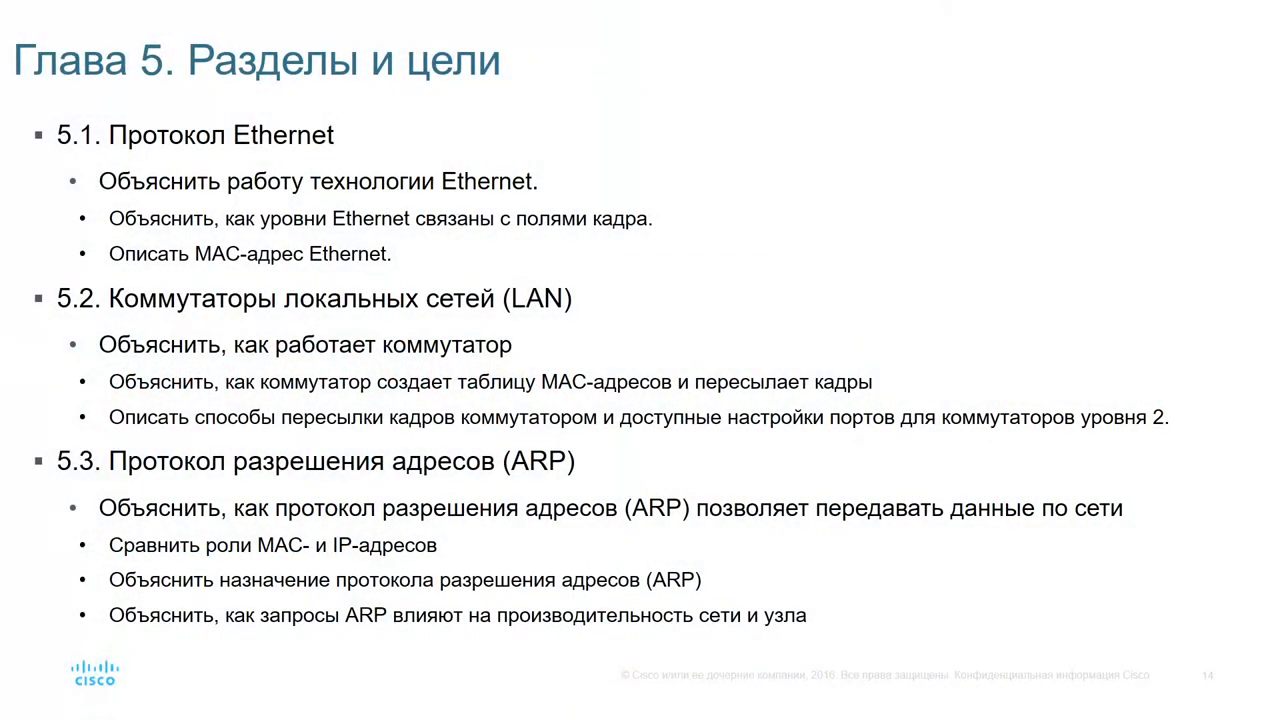 Глава 5. Разделы и цели
▪ 5.1. Протокол Ethernet
• Объяснить работу технологии Ethernet.
• Объяснить, как уровни Ethernet связаны с полями кадра.
• Описать MAC-адрес Ethernet.
▪ 5.2. Коммутаторы локальных сетей (LAN)
• Объяснить, как работает коммутатор
• Объяснить, как коммутатор создает таблицу MAC-адресов и пересылает кадры
• Описать способы пересылки кадров коммутатором и доступные настройки портов для коммутаторов уровня 2.
▪ 5.3. Протокол разрешения адресов (ARP)
• Объяснить, как протокол разрешения адресов (ARP) позволяет передавать данные по сети
• Сравнить роли MAC- и IP-адресов
• Объяснить назначение протокола разрешения адресов (ARP)
• Объяснить, как запросы ARP влияют на производительность сети и узла
CISCO
© Cisco и/или ее дочерние компании, 2016. Все права защищены. Конфиденциальная информация Cisco
14